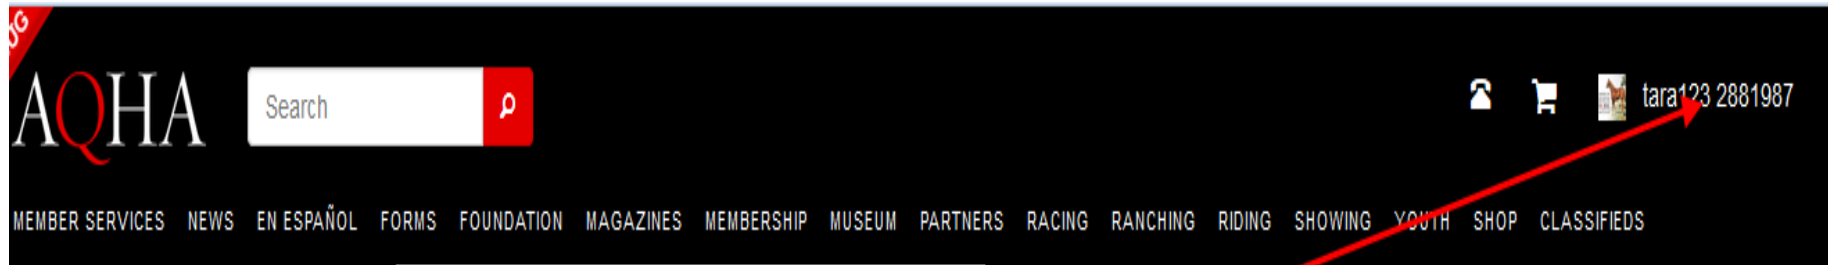 AQHA
Search
tara123 2881987
MEMBER SERVICES NEWS EN ESPAÑOL FORMS FOUNDATION MAGAZINES MEMBERSHIP MUSEUM PARTNERS RACING RANCHING RIDING SHOWING YOUTH SHOP CLASSIFIEDS